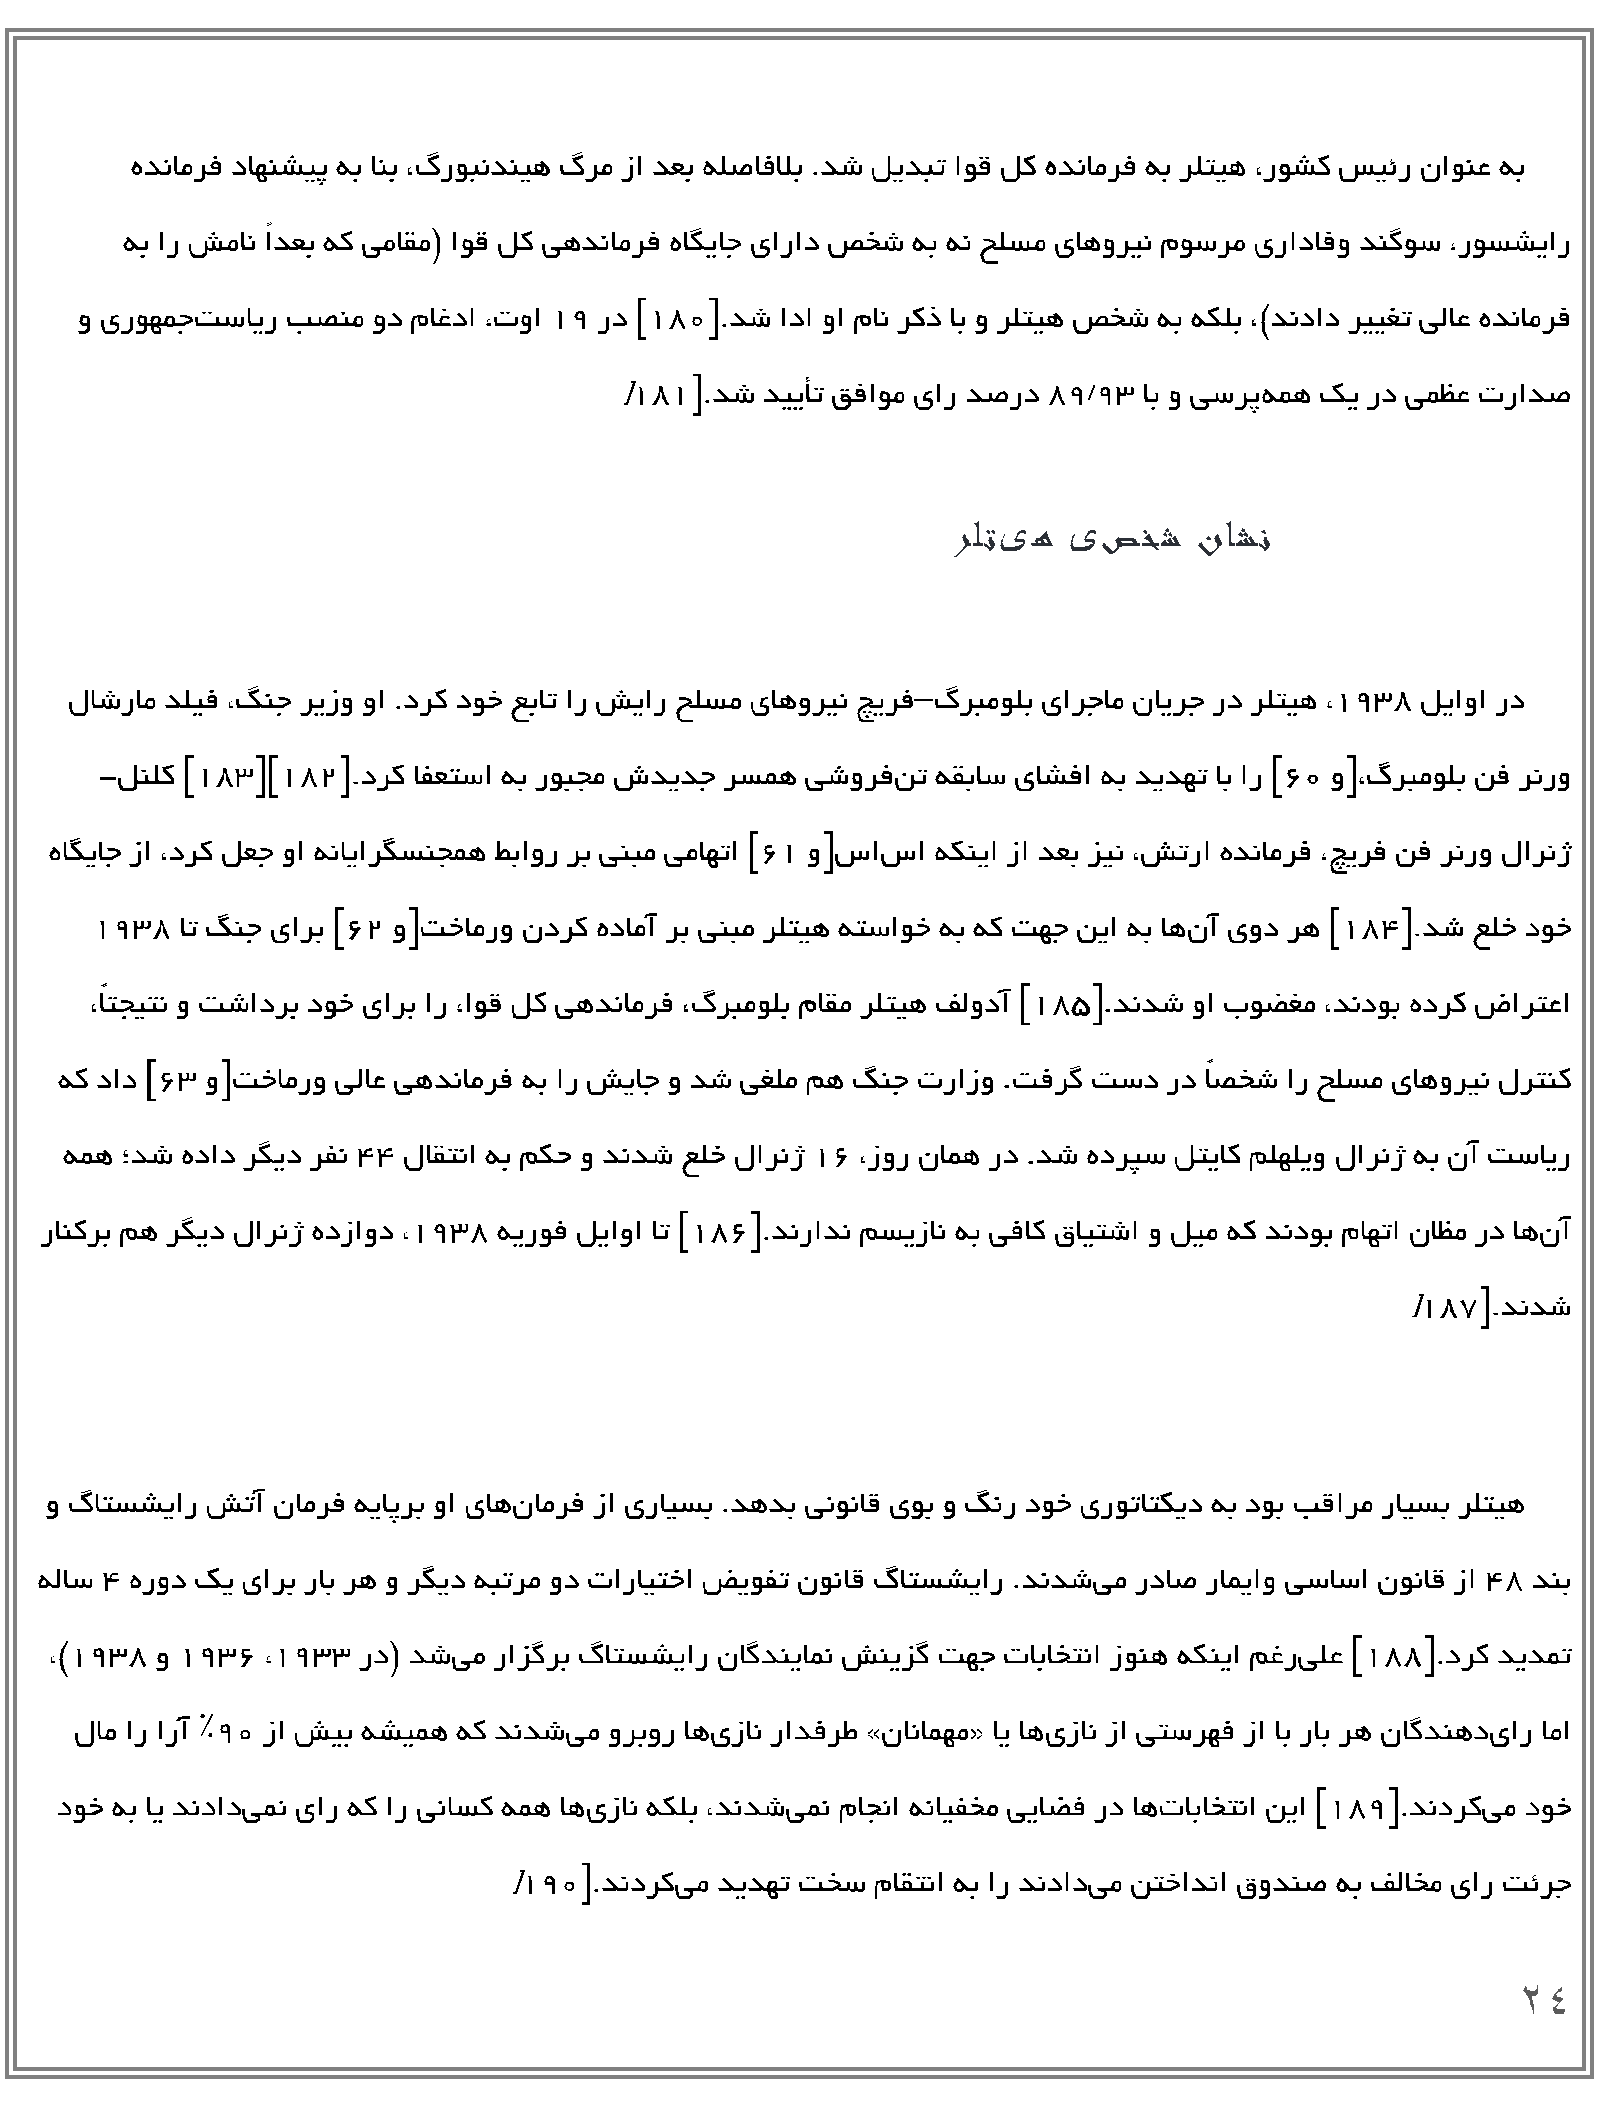 به عنوان رئیس کشور، هیتلر به فرمانده کل قوا تبدیل شد. بلافاصله بعد از مرگ هیندنبورگ، بنا به پیشنهاد فرمانده
رایشسور، سوگند وفاداری مرسوم نیروهای مسلح نه به شخص دارای جایگاه فرماندهی کل قوا (مقامی که بعداً نامش را به
فرمانده عالی تغییر دادند)، بلکه به شخص هیتلر و با ذکر نام او ادا شد.[۱۸۰] در ۱۹ اوت، ادغام دو منصب ریاست‌جمهوری و
صدارت عظمی در یک همه‌پرسی و با ۸۹/۹۳ درصد رای موافق تأیید شد.[۱۸۱/
نشان شخصی هیتلر
در اوایل ۱۹۳۸، هیتلر در جریان ماجرای بلومبرگ–فریچ نیروهای مسلح رایش را تابع خود کرد. او وزیر جنگ، فیلد مارشال
ورنر فن بلومبرگ،[و ۶۰] را با تهدید به افشای سابقه تن‌فروشی همسر جدیدش مجبور به استعفا کرد.[۱۸۲][۱۸۳] کلنل-
ژنرال ورنر فن فریچ، فرمانده ارتش، نیز بعد از اینکه اس‌اس[و ۶۱] اتهامی مبنی بر روابط همجنسگرایانه او جعل کرد، از جایگاه
خود خلع شد.[۱۸۴] هر دوی آن‌ها به این جهت که به خواسته هیتلر مبنی بر آماده کردن ورماخت[و ۶۲] برای جنگ تا ۱۹۳۸
اعتراض کرده بودند، مغضوب او شدند.[۱۸۵] آدولف هیتلر مقام بلومبرگ، فرماندهی کل قوا، را برای خود برداشت و نتیجتاً،
کنترل نیروهای مسلح را شخصاً در دست گرفت. وزارت جنگ هم ملغی شد و جایش را به فرماندهی عالی ورماخت[و ۶۳] داد که
ریاست آن به ژنرال ویلهلم کایتل سپرده شد. در همان روز، ۱۶ ژنرال خلع شدند و حکم به انتقال ۴۴ نفر دیگر داده شد؛ همه
آن‌ها در مظان اتهام بودند که میل و اشتیاق کافی به نازیسم ندارند.[۱۸۶] تا اوایل فوریه ۱۹۳۸، دوازده ژنرال دیگر هم برکنار
شدند.[۱۸۷/
هیتلر بسیار مراقب بود به دیکتاتوری خود رنگ و بوی قانونی بدهد. بسیاری از فرمان‌های او برپایه فرمان آتش رایشستاگ و
بند ۴۸ از قانون اساسی وایمار صادر می‌شدند. رایشستاگ قانون تفویض اختیارات دو مرتبه دیگر و هر بار برای یک دوره ۴ ساله
تمدید کرد.[۱۸۸] علی‌رغم اینکه هنوز انتخابات جهت گزینش نمایندگان رایشستاگ برگزار می‌شد (در ۱۹۳۳، ۱۹۳۶ و ۱۹۳۸)،
اما رای‌دهندگان هر بار با از فهرستی از نازی‌ها یا «مهمانان» طرفدار نازی‌ها روبرو می‌شدند که همیشه بیش از ۹۰٪ آرا را مال
خود می‌کردند.[۱۸۹] این انتخابات‌ها در فضایی مخفیانه انجام نمی‌شدند، بلکه نازی‌ها همه کسانی را که رای نمی‌دادند یا به خود
جرئت رای مخالف به صندوق انداختن می‌دادند را به انتقام سخت تهدید می‌کردند.[۱۹۰/
٢٤